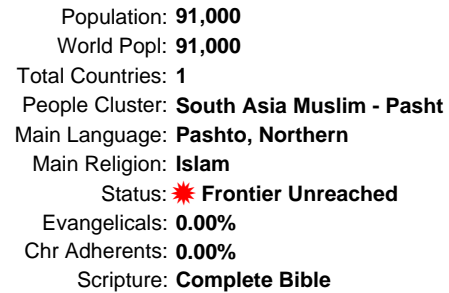 Population: 91,000
World Popl: 91,000
Total Countries: 1
People Cluster: South Asia Muslim - Pasht
Main Language: Pashto, Northern
Main Religion: Islam
Status: Frontier Unreached
Evangelicals: 0.00%
Chr Adherents: 0.00%
Scripture: Complete Bible